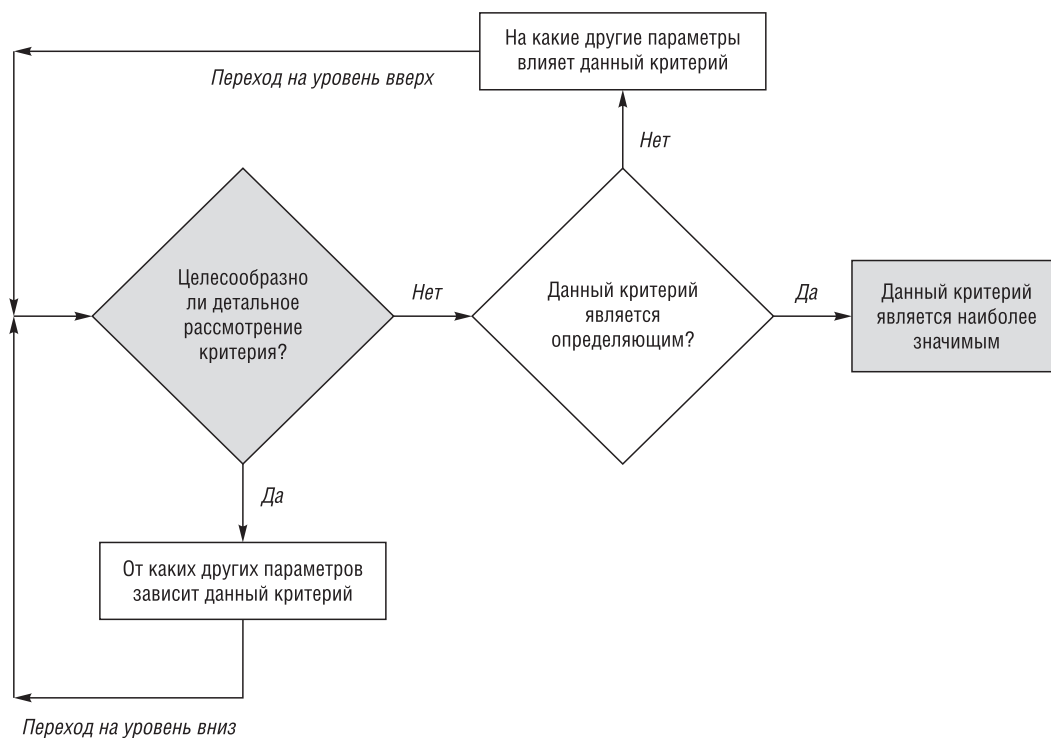 На какие другие параметры
влияет данный критерий
Переход на уровень вверх
Нет
Целесообразно
ли детальное
рассмотрение
критерия?
Нет
Данный критерий
является
определяющим?
Да
Данный критерий
является наиболее
значимым
Да
От каких других параметров
зависит данный критерий
Переход на уровень вниз